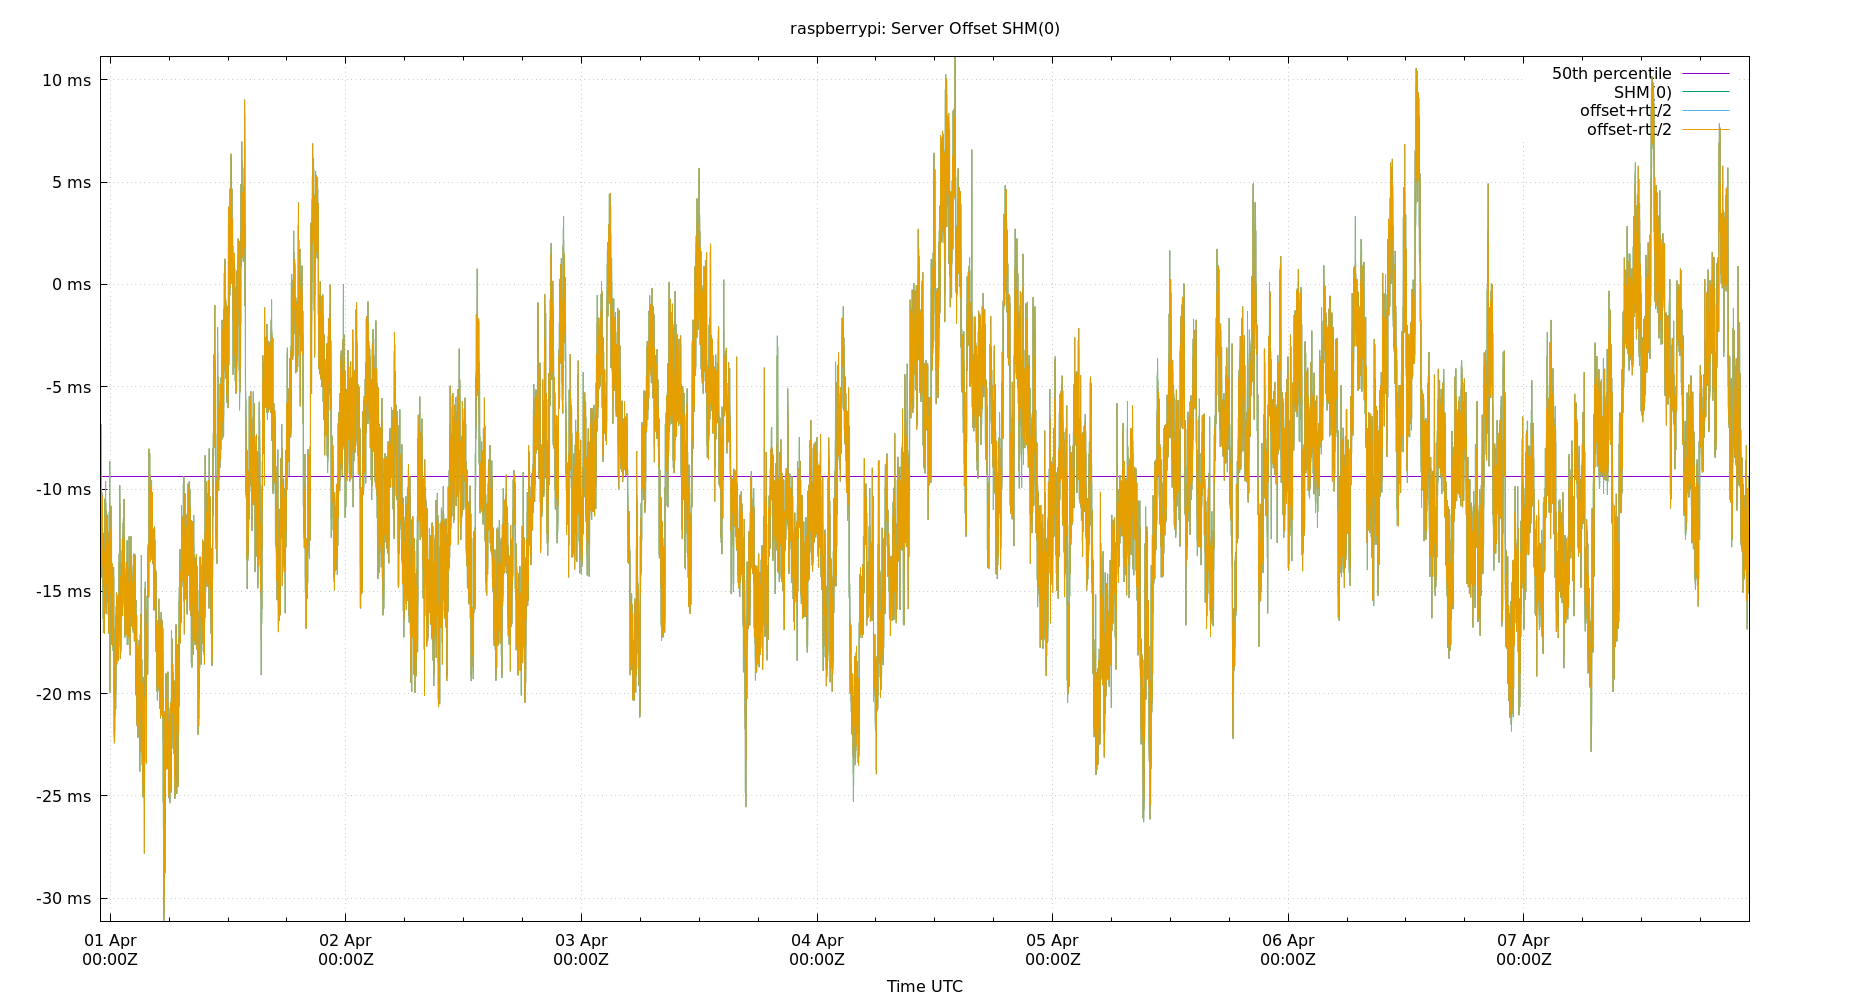 raspberrypi: Server Offset SHM(0)
10 ms
5 ms
0 ms
-5 ms
-10 ms
-15 ms
-20 ms
-25 ms
-30 ms
50th percentile
SHM(0)
offset+rtt/2
offset-rtt/2
01 Apr
00:00Z
02 Apr
00:00Z
03 Apr
00:00Z
04 Apr
00:00Z
05 Apr
00:00Z
06 Apr
00:00Z
07 Apr
00:00Z
Time UTC